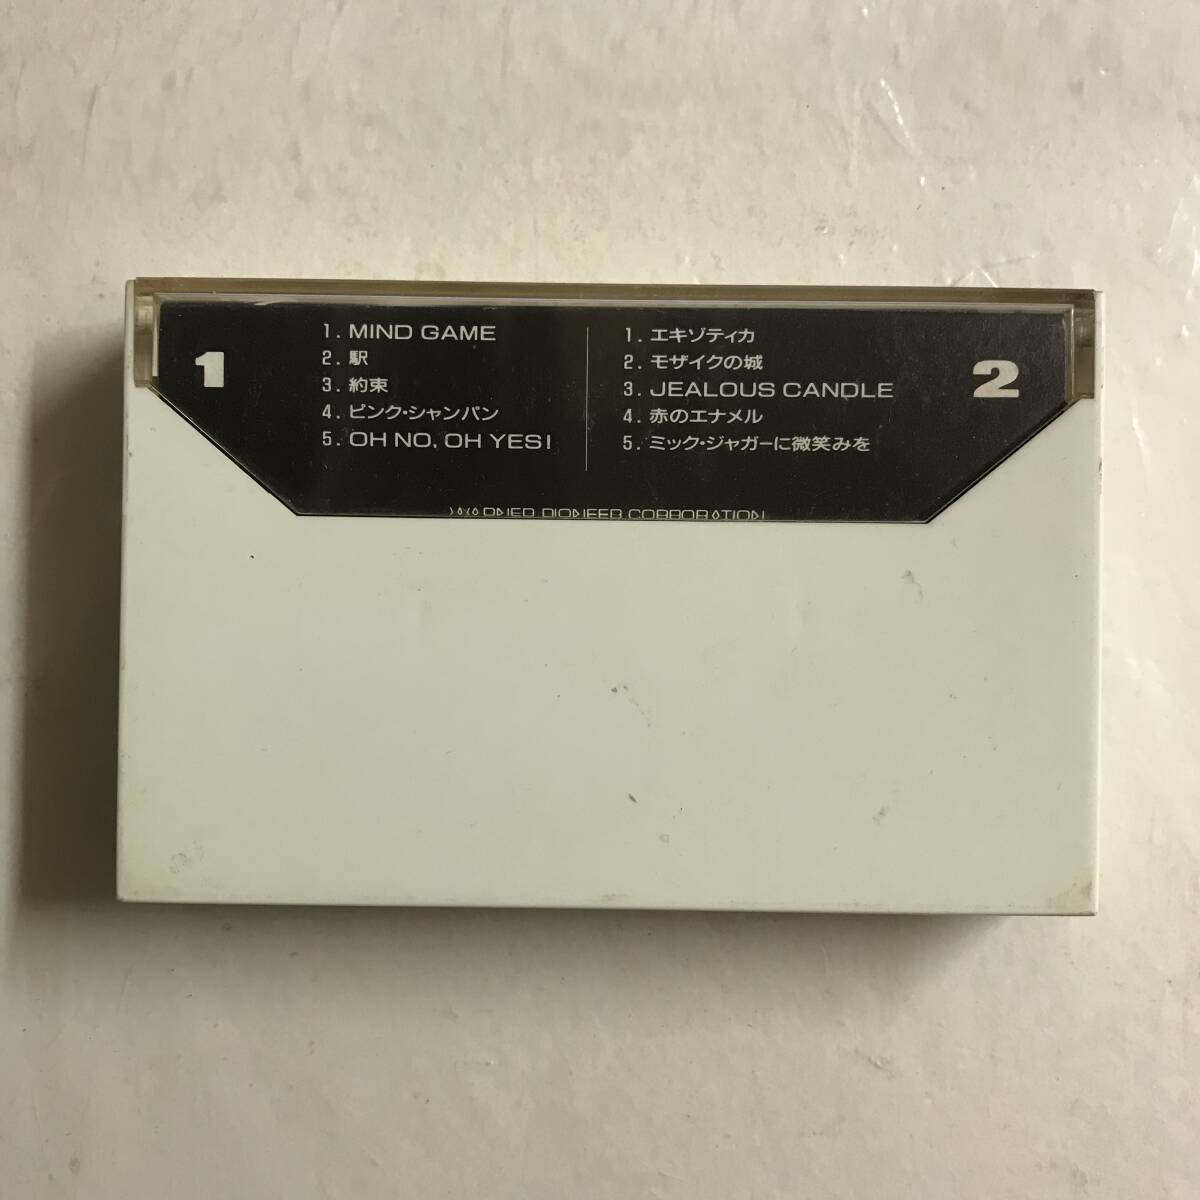 1
1. MIND GAME
2. 駅
3. 約束
4. ピンク・シャンパン
5. OH NO, OH YES!
1. エキゾティカ
2. モザイクの城
3. JEALOUS CANDLE
4. 赤のエナメル
5. ミック・ジャガーに微笑みを
2
WARNER PIONEER CORPORATION